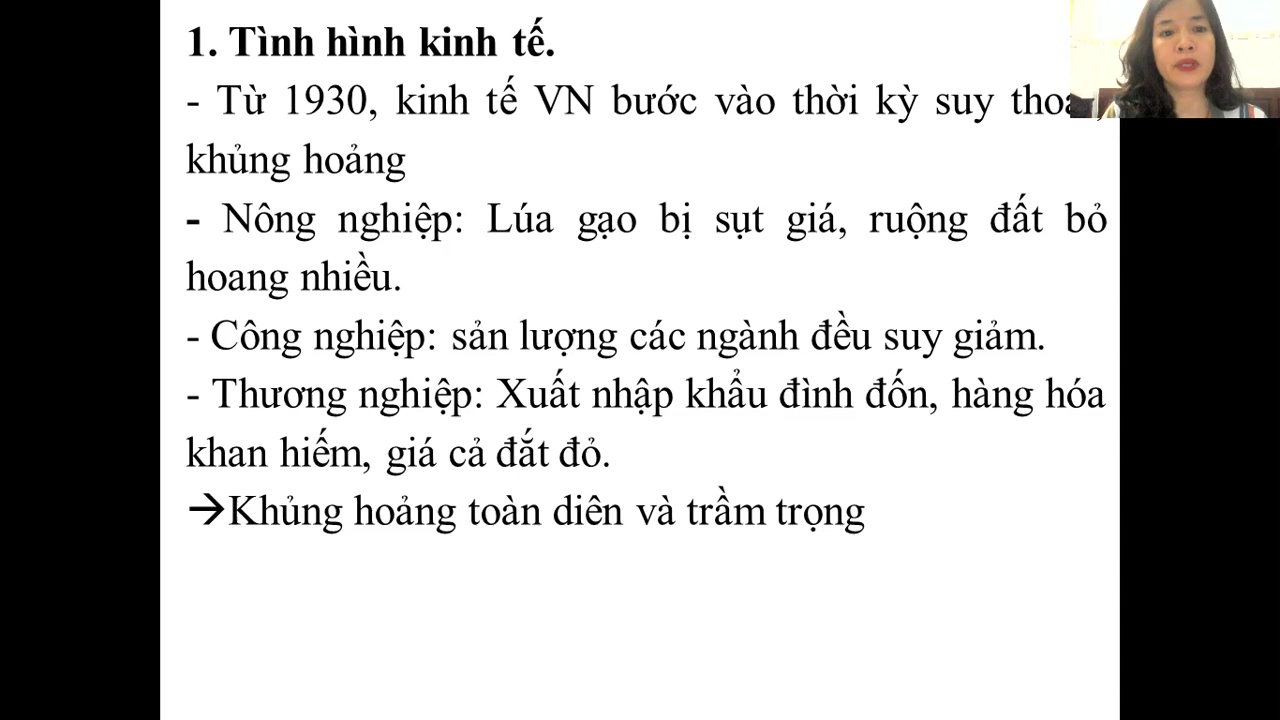 1. Tình hình kinh tế.
- Từ 1930, kinh tế VN bước vào thời kỳ suy
khủng hoảng
- Nông nghiệp: Lúa gạo bị sụt giá, ruộng đất bỏ
hoang nhiều.
- Công nghiệp: sản lượng các ngành đều suy giảm.
- Thương nghiệp: Xuất nhập khẩu đình đốn, hàng hóa
khan hiếm, giá cả đắt đỏ.
→Khủng hoảng toàn diên và trầm trọng